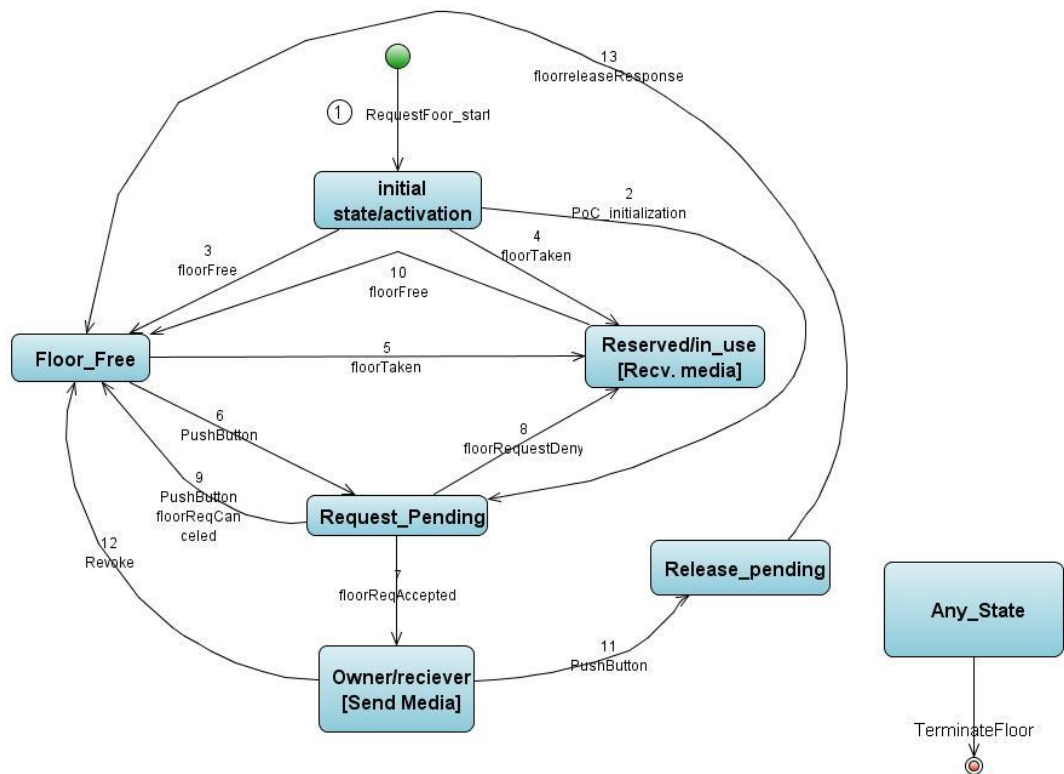 13
floorreleaseResponse
1
RequestFoor_start
initial
state/activation
2
PoC_initialization
3
floorFree
4
floorTaken
10
floorFree
Floor_Free
5
floorTaken
Reserved/in_use
[Recv. media]
6
PushButton
8
floorRequestDeny
9
PushButton
floorReqCan
celed
Request_Pending
12
Revoke
7
floorReqAccepted
Release_pending
Any_State
Owner/reciever
[Send Media]
11
PushButton
TerminateFloor